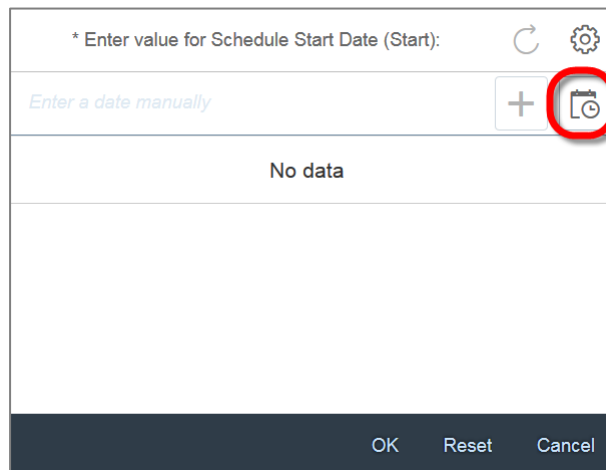 * Enter value for Schedule Start Date (Start):
Enter a date manually
No data
OK Reset Cancel